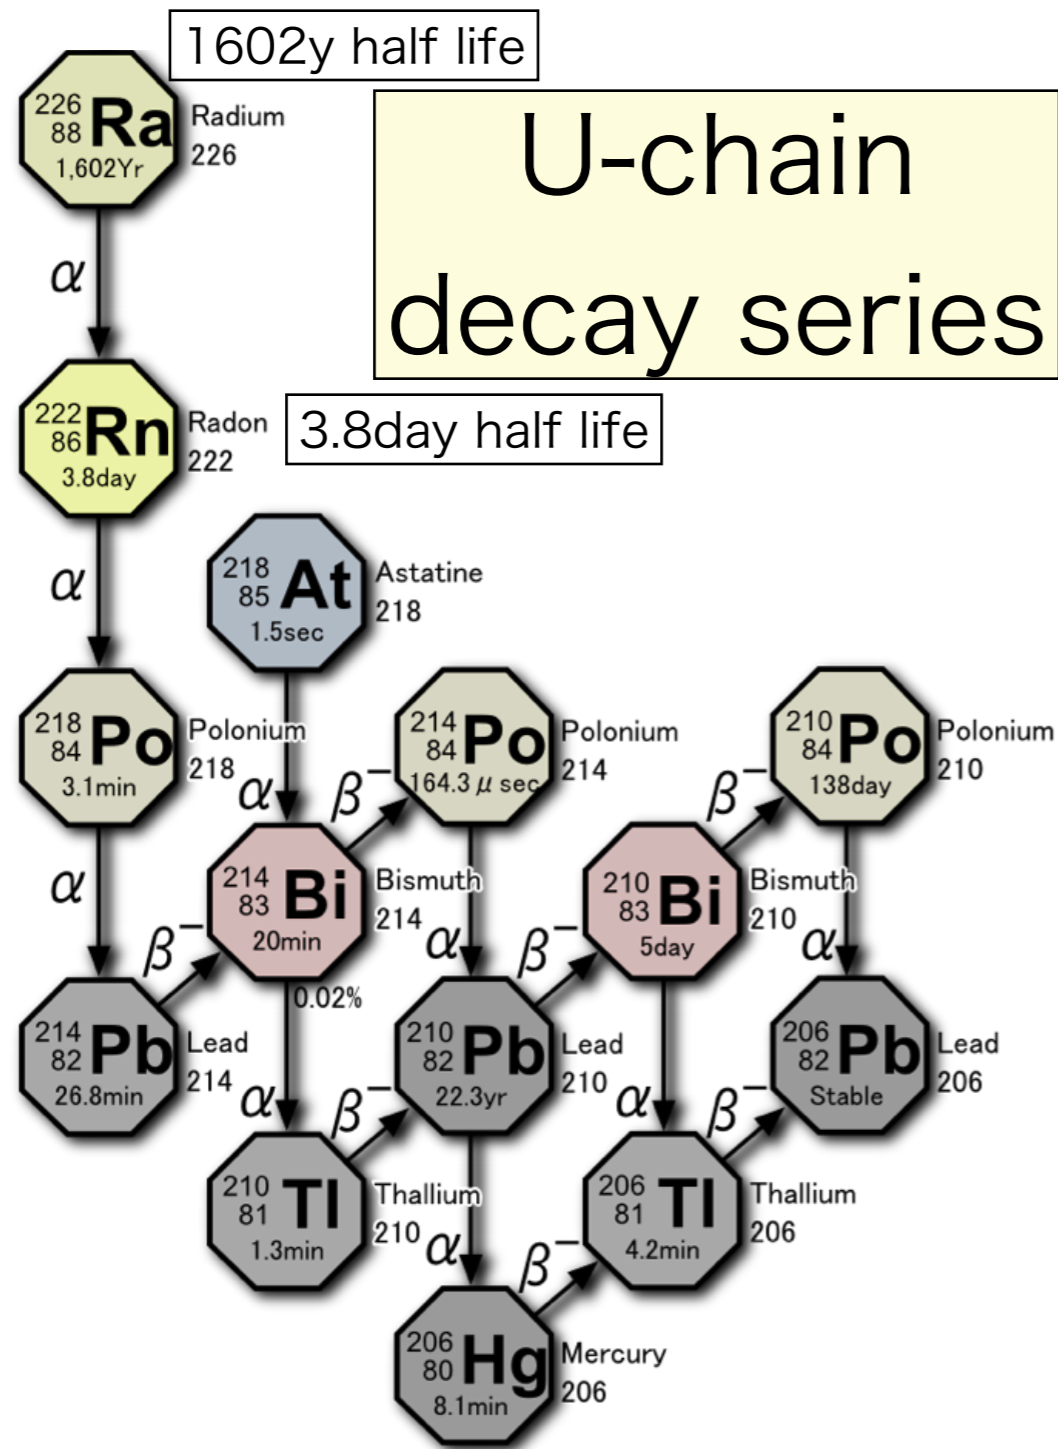 1602y half life
U-chain
decay series
226
88
Ra
1,602Yr
Radium
226
α
222
86
Rn
3.8day
Radon
222
3.8day half life
α
218
85
At
1.5sec
Astatine
218
218
84
Po
3.1min
Polonium
218
α
214
84
Po
164.3 μ sec
Polonium
214
β⁻
210
84
Po
138day
Polonium
210
β⁻
α
214
83
Bi
20min
Bismuth
214
0.02%
β⁻
α
210
83
Bi
5day
Bismuth
210
β⁻
α
214
82
Pb
26.8min
Lead
214
α
210
82
Pb
22.3yr
Lead
210
β⁻
α
206
82
Pb
Stable
Lead
206
β⁻
210
81
Tl
1.3min
Thallium
210
α
206
81
Tl
4.2min
Thallium
206
β⁻
206
80
Hg
8.1min
Mercury
206